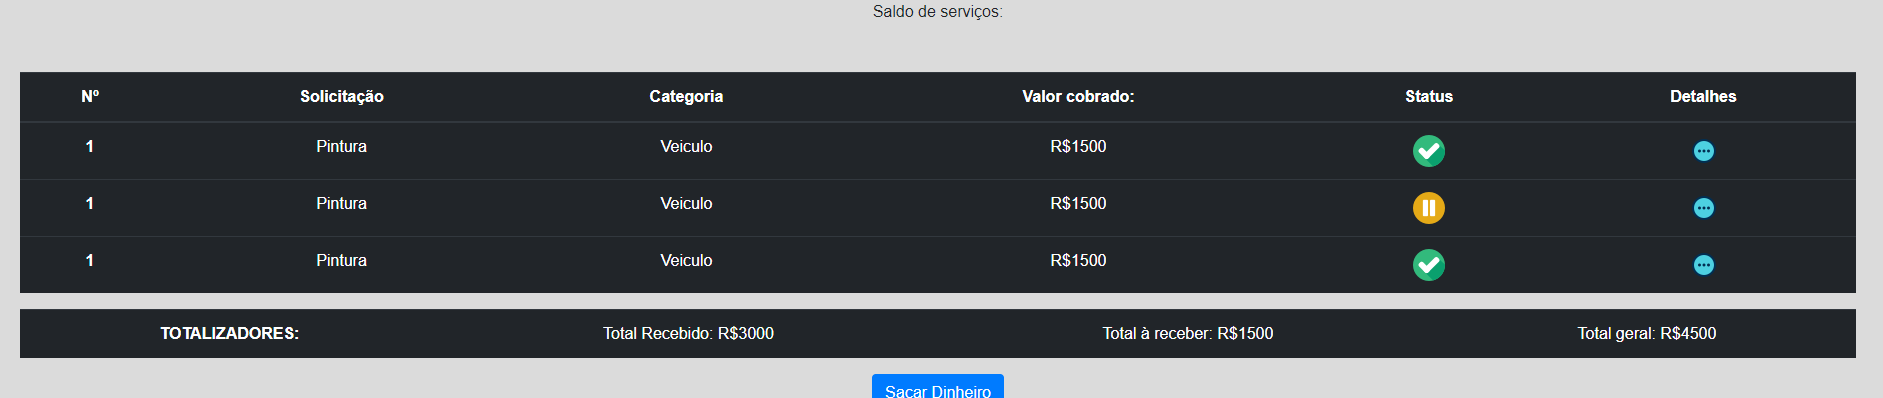 Saldo de serviços:
Nº Solicitação Categoria Valor cobrado: Status Detalhes
1 Pintura Veiculo R$1500
1 Pintura Veiculo R$1500
1 Pintura Veiculo R$1500
TOTALIZADORES: Total Recebido: R$3000 Total à receber: R$1500 Total geral: R$4500
Sacar Dinheiro